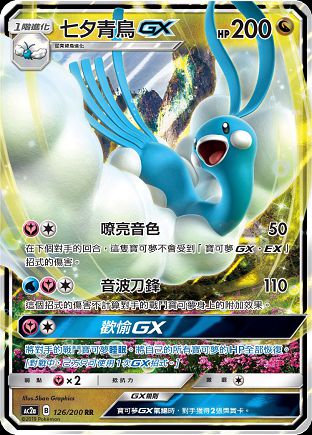 1階進化
七夕青鳥GX
HP200
嘹亮音色 50
在下個對手的回合，這隻寶可夢不會受到「寶可夢GX・EX」
招式的傷害。
音波刀鋒 110
這個招式的傷害不計算對手的戰鬥寶可夢身上的附加效果。
歡愉GX
將對手的戰鬥寶可夢睡眠。將自己的所有寶可夢的HP全部恢復。
[對戰中，己方只可使用1次GX招式。]
弱點 ×2 抵抗力 撤退
Illus.5ban Graphics
GX規則
AC2a B 126/200 RR
寶可夢GX氣絕時，對手獲得2張獎賞卡。
©2019 Pokémon